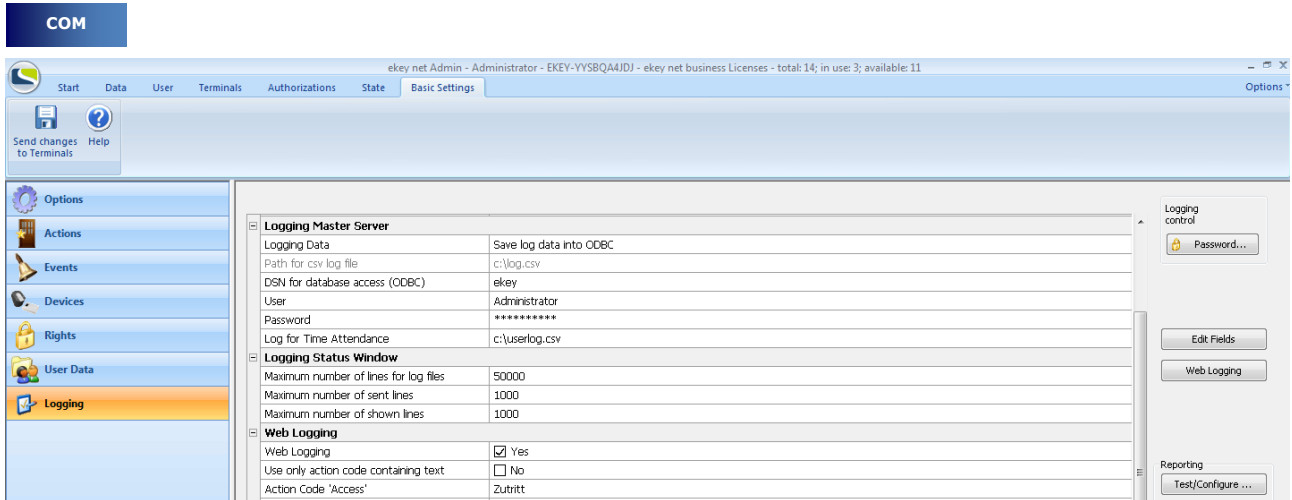 COM
ekey net Admin - Administrator - EKEY-YYSBQA4JDJ - ekey net business Licenses - total: 14; in use: 3; available: 11
Start Data User Terminals Authorizations State Basic Settings Options
Send changes to Terminals
Help
Options
Actions
Events
Devices
Rights
User Data
Logging
Logging Master Server
Logging Data Save log data into ODBC
Path for csv log file c:\log.csv
DSN for database access (ODBC) ekey
User Administrator
Password **********
Log for Time Attendance c:\userlog.csv
Logging Status Window
Maximum number of lines for log files 50000
Maximum number of sent lines 1000
Maximum number of shown lines 1000
Web Logging
Web Logging Yes
Use only action code containing text No
Action Code 'Access' Zutritt
Logging
control
Password...
Edit Fields
Web Logging
Reporting
Test/Configure ...